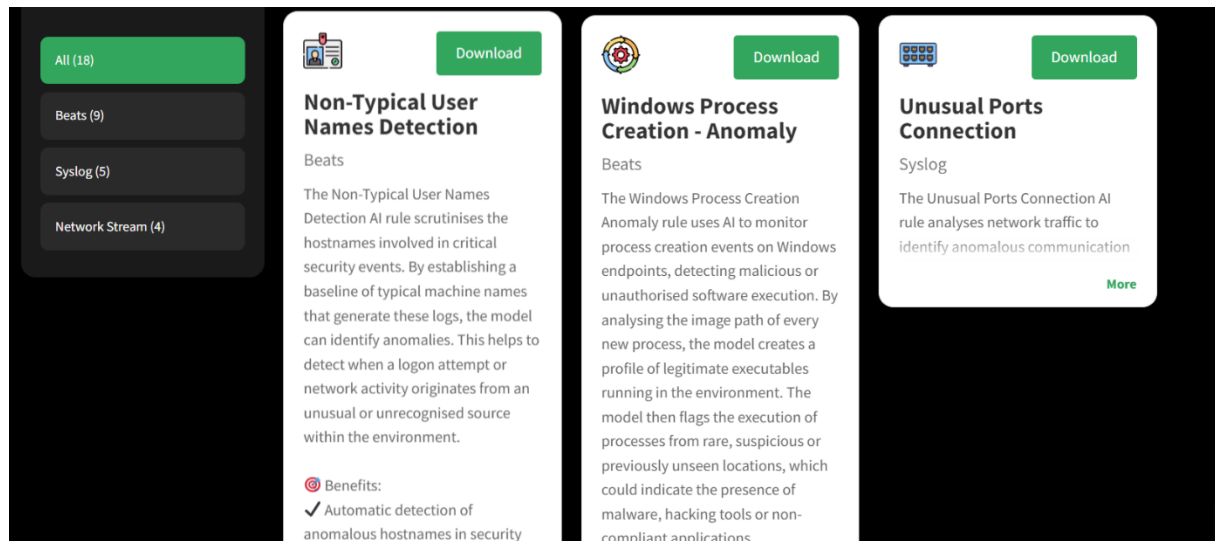 All (18)
Beats (9)
Syslog (5)
Network Stream (4)
Download
Non-Typical User
Names Detection
Beats
The Non-Typical User Names
Detection AI rule scrutinises the
hostnames involved in critical
security events. By establishing a
baseline of typical machine names
that generate these logs, the model
can identify anomalies. This helps to
detect when a logon attempt or
network activity originates from an
unusual or unrecognised source
within the environment.
🎯 Benefits:
✓ Automatic detection of
anomalous hostnames in security
Download
Windows Process
Creation - Anomaly
Beats
The Windows Process Creation
Anomaly rule uses AI to monitor
process creation events on Windows
endpoints, detecting malicious or
unauthorised software execution. By
analysing the image path of every
new process, the model creates a
profile of legitimate executables
running in the environment. The
model then flags the execution of
processes from rare, suspicious or
previously unseen locations, which
could indicate the presence of
malware, hacking tools or non-
compliant applications.
Download
Unusual Ports
Connection
Syslog
The Unusual Ports Connection AI
rule analyses network traffic to
identify anomalous communication
More